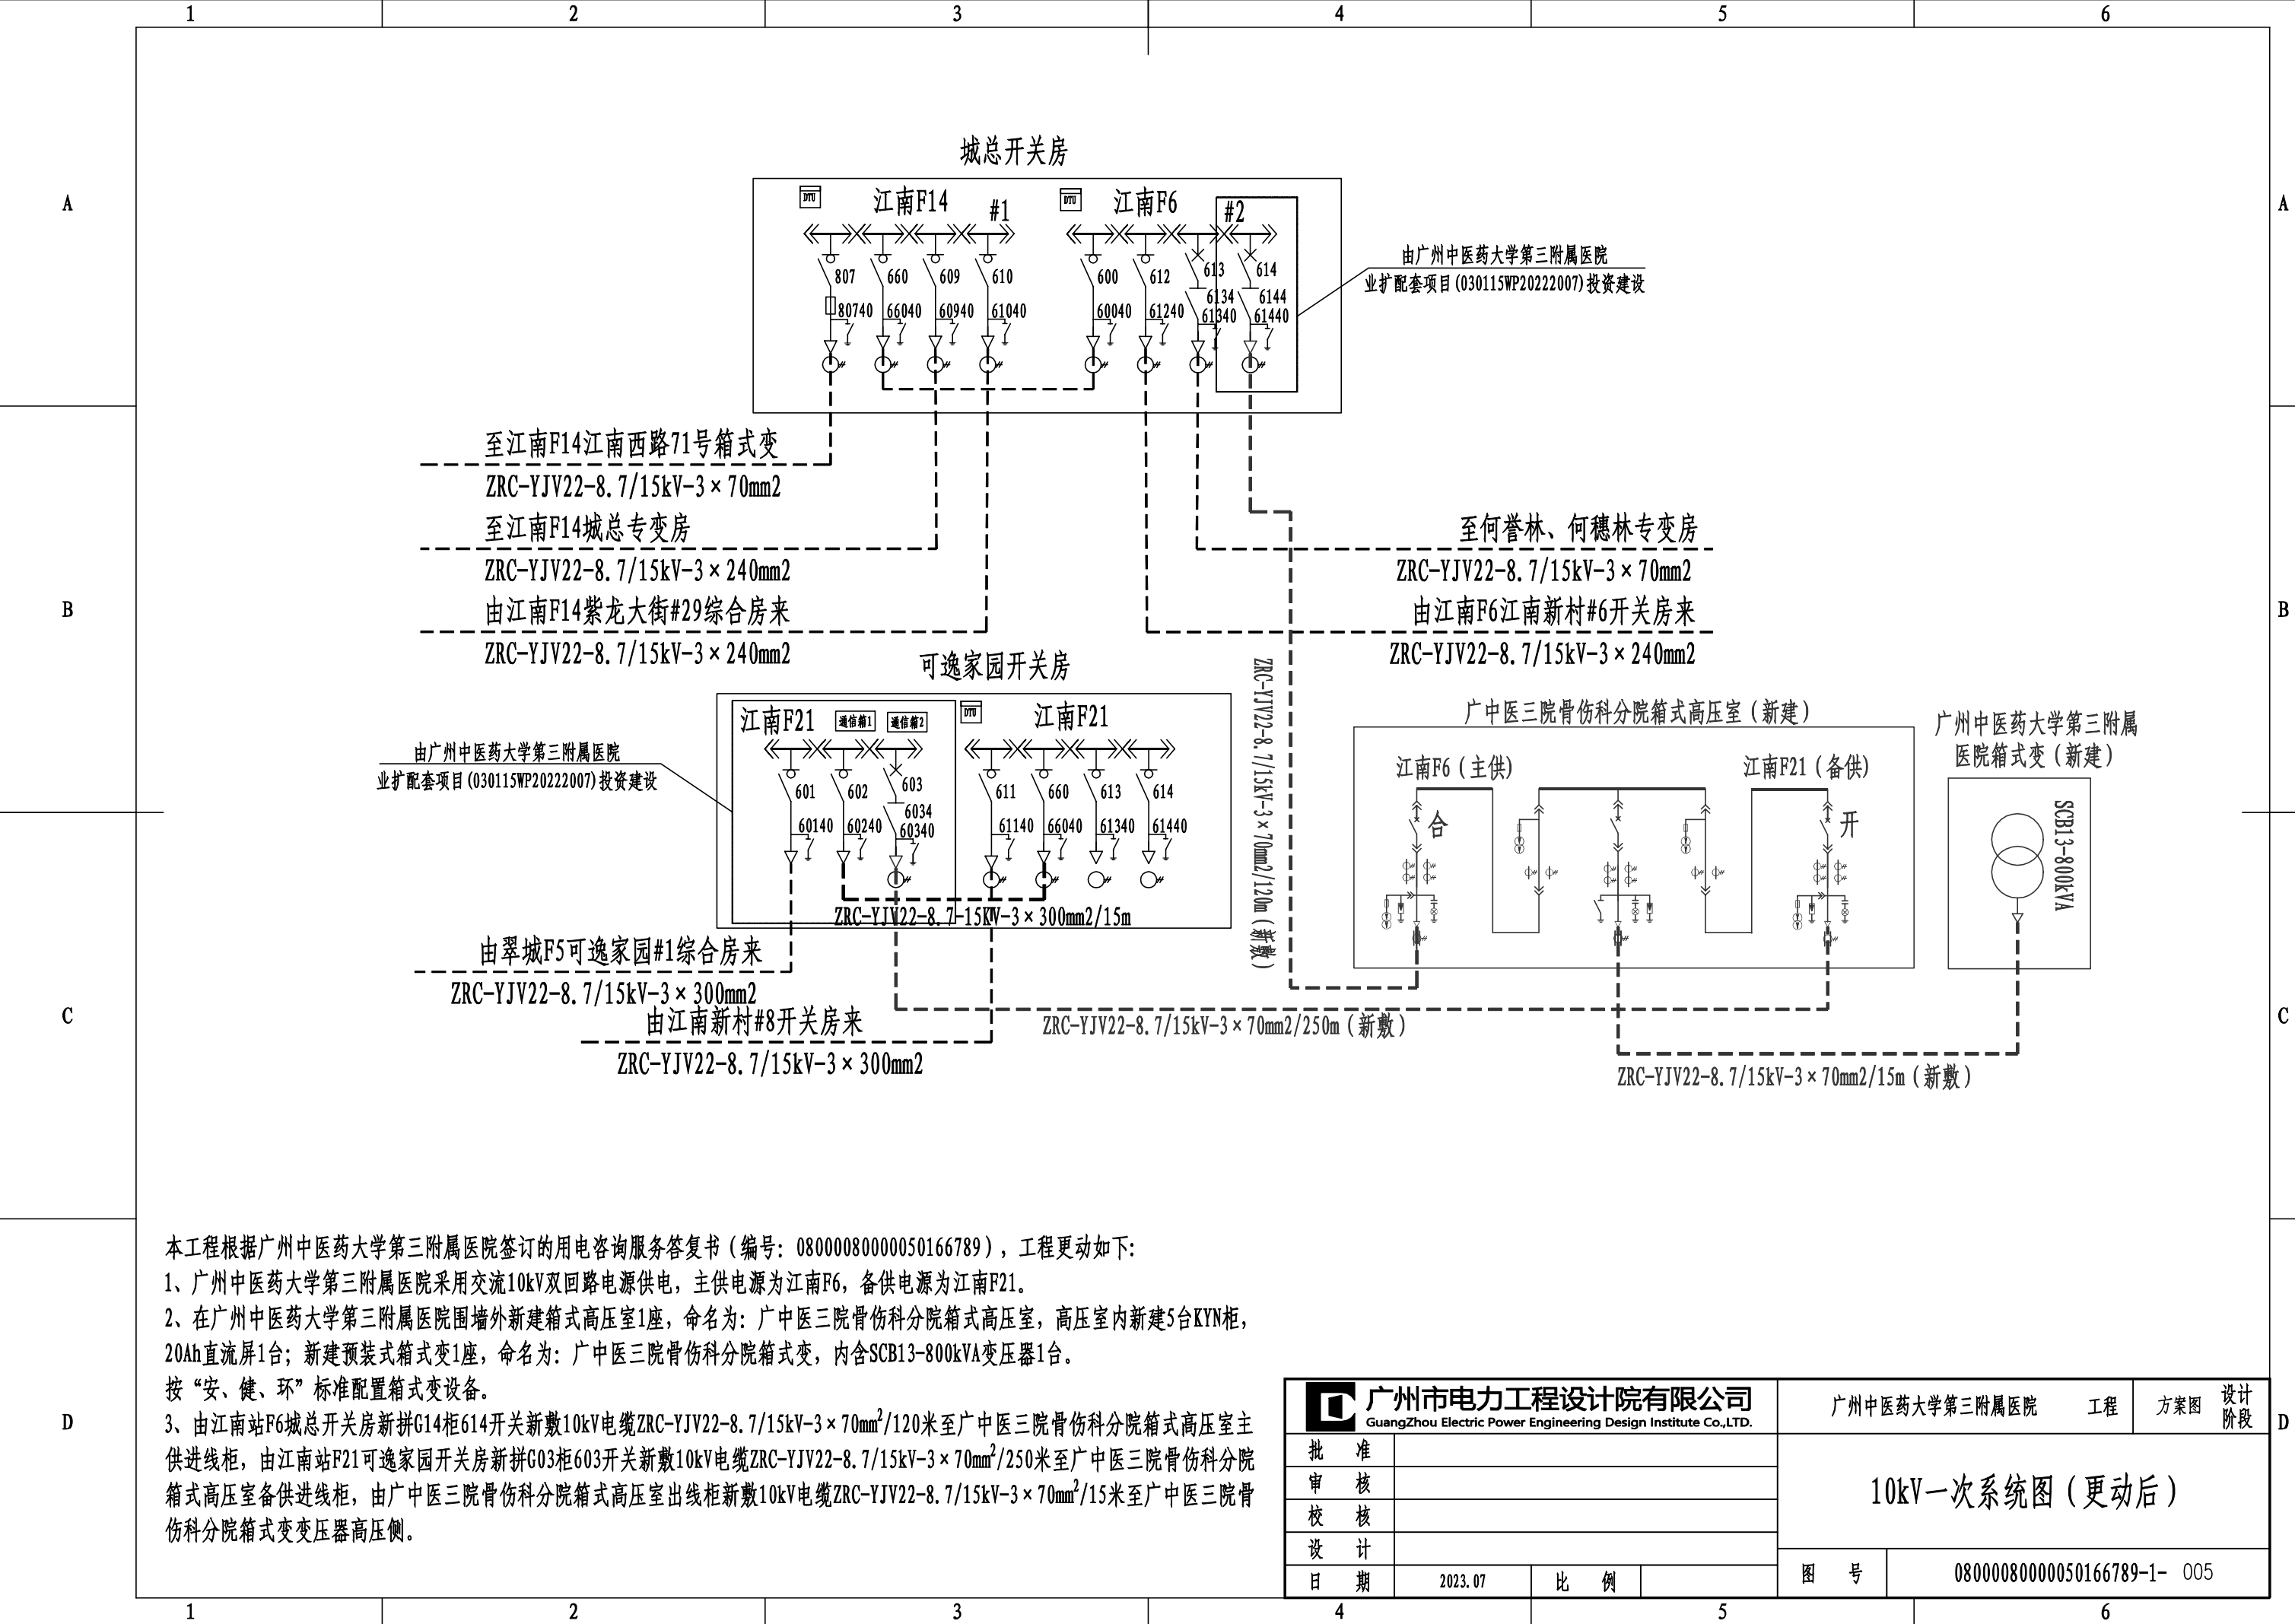 1 2 3 4 5 6
A A
B B
C C
D D
城总开关房
DTU 江南F14 #1 DTU 江南F6 #2
807 660 609 610 600 612 613 614
6134 6144
80740 66040 60940 61040 60040 61240 61340 61440
由广州中医药大学第三附属医院
业扩配套项目(030115WP20222007)投资建设
至江南F14江南西路71号箱式变
ZRC-YJV22-8.7/15kV-3×70mm2
至江南F14城总专变房
ZRC-YJV22-8.7/15kV-3×240mm2
由江南F14紫龙大街#29综合房来
ZRC-YJV22-8.7/15kV-3×240mm2
至何誉林、何穗林专变房
ZRC-YJV22-8.7/15kV-3×70mm2
由江南F6江南新村#6开关房来
ZRC-YJV22-8.7/15kV-3×240mm2
ZRC-YJV22-8.7/15kV-3×70mm2/120m（新敷）
可逸家园开关房
江南F21 通信箱1 通信箱2 DTU 江南F21
601 602 603 611 660 613 614
6034
60140 60240 60340 61140 66040 61340 61440
ZRC-YJV22-8.7-15KV-3×300mm2/15m
由广州中医药大学第三附属医院
业扩配套项目(030115WP20222007)投资建设
由翠城F5可逸家园#1综合房来
ZRC-YJV22-8.7/15kV-3×300mm2
由江南新村#8开关房来
ZRC-YJV22-8.7/15kV-3×300mm2
ZRC-YJV22-8.7/15kV-3×70mm2/250m（新敷）
广中医三院骨伤科分院箱式高压室（新建）
江南F6（主供） 江南F21（备供）
合 开
广州中医药大学第三附属
医院箱式变（新建）
SCB13-800kVA
ZRC-YJV22-8.7/15kV-3×70mm2/15m（新敷）
本工程根据广州中医药大学第三附属医院签订的用电咨询服务答复书（编号：08000080000050166789），工程更动如下：
1、广州中医药大学第三附属医院采用交流10kV双回路电源供电，主供电源为江南F6，备供电源为江南F21。
2、在广州中医药大学第三附属医院围墙外新建箱式高压室1座，命名为：广中医三院骨伤科分院箱式高压室，高压室内新建5台KYN柜，
20Ah直流屏1台；新建预装式箱式变1座，命名为：广中医三院骨伤科分院箱式变，内含SCB13-800kVA变压器1台。
按“安、健、环”标准配置箱式变设备。
3、由江南站F6城总开关房新拼G14柜614开关新敷10kV电缆ZRC-YJV22-8.7/15kV-3×70mm²/120米至广中医三院骨伤科分院箱式高压室主
供进线柜，由江南站F21可逸家园开关房新拼G03柜603开关新敷10kV电缆ZRC-YJV22-8.7/15kV-3×70mm²/250米至广中医三院骨伤科分院
箱式高压室备供进线柜，由广中医三院骨伤科分院箱式高压室出线柜新敷10kV电缆ZRC-YJV22-8.7/15kV-3×70mm²/15米至广中医三院骨
伤科分院箱式变变压器高压侧。
广州市电力工程设计院有限公司
GuangZhou Electric Power Engineering Design Institute Co.,LTD.
广州中医药大学第三附属医院 工程 方案图 设计阶段
批 准
审 核
校 核
设 计
日 期 2023.07 比 例
10kV一次系统图（更动后）
图 号 08000080000050166789-1- 005
1 2 3 4 5 6